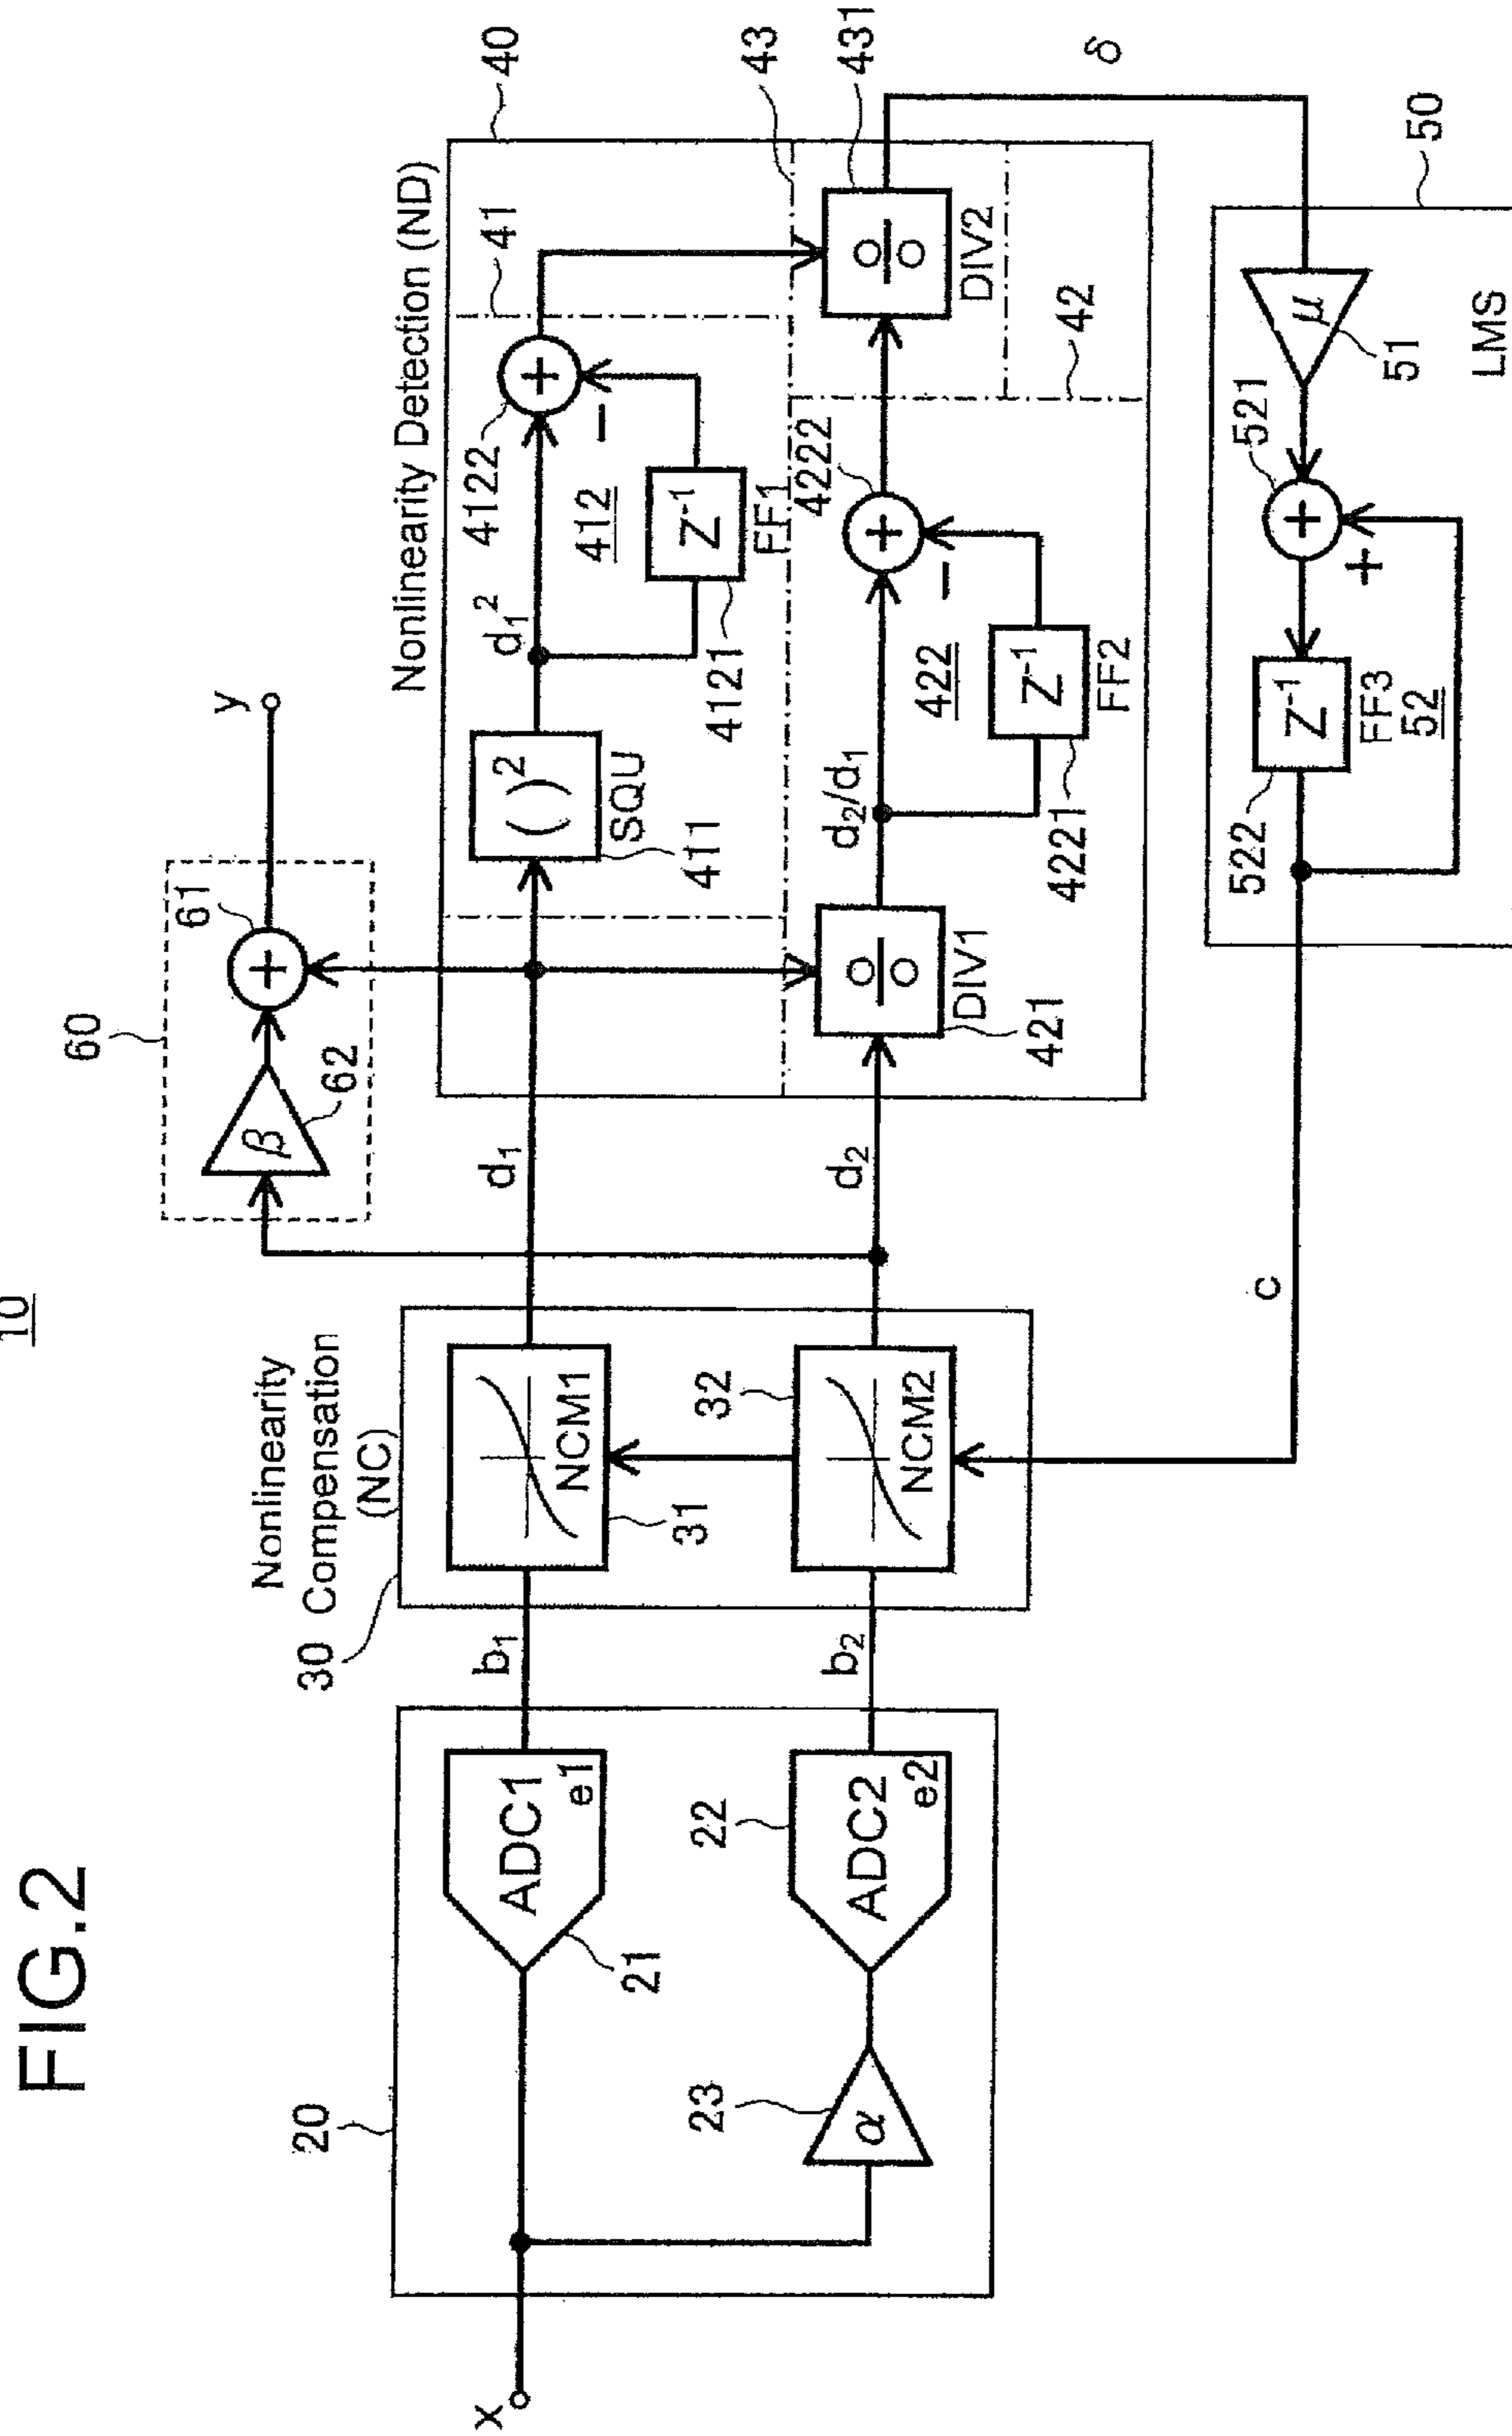 FIG.2
10
x
20
α
23
ADC1
e1
21
ADC2
e2
22
b1
b2
30
Nonlinearity
Compensation
(NC)
NCM1
31
NCM2
32
c
d1
d2
60
β
62
61
y
Nonlinearity Detection (ND)
40
41
( )2
SQU
411
d12
4122
412
−
Z-1
FF1
4121
DIV1
421
d2/d1
4222
422
−
Z-1
FF2
4221
42
43
431
DIV2
δ
50
μ
51
LMS
521
+
Z-1
FF3
52
522